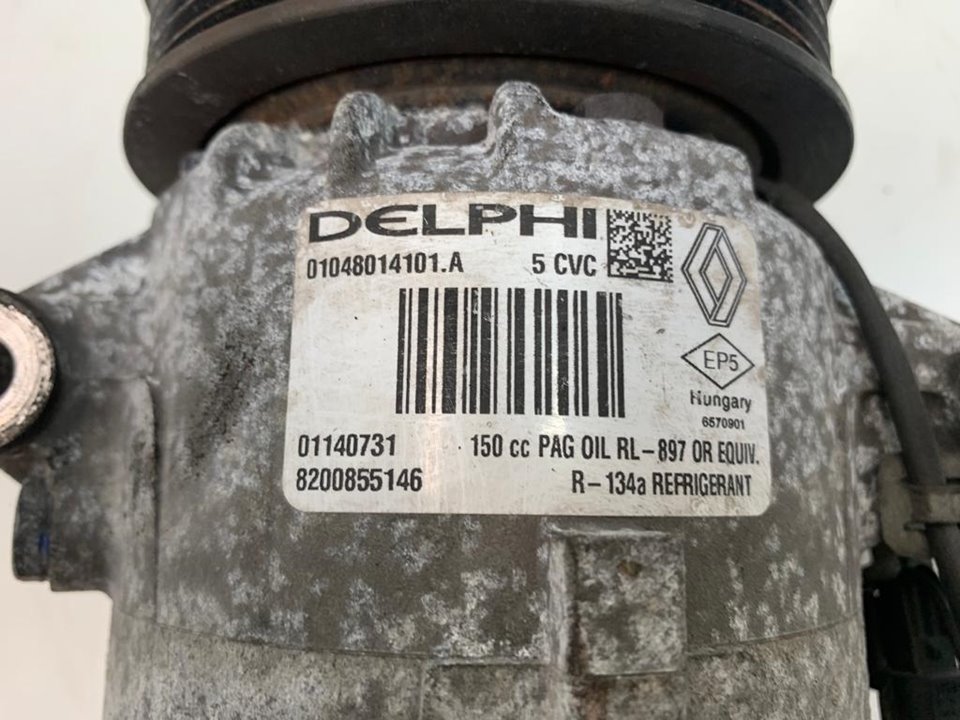 DELPHI
01048014101.A 5 CVC
EP5
Hungary
6570901
01140731 150 cc PAG OIL RL-897 OR EQUIV.
8200855146 R-134a REFRIGERANT